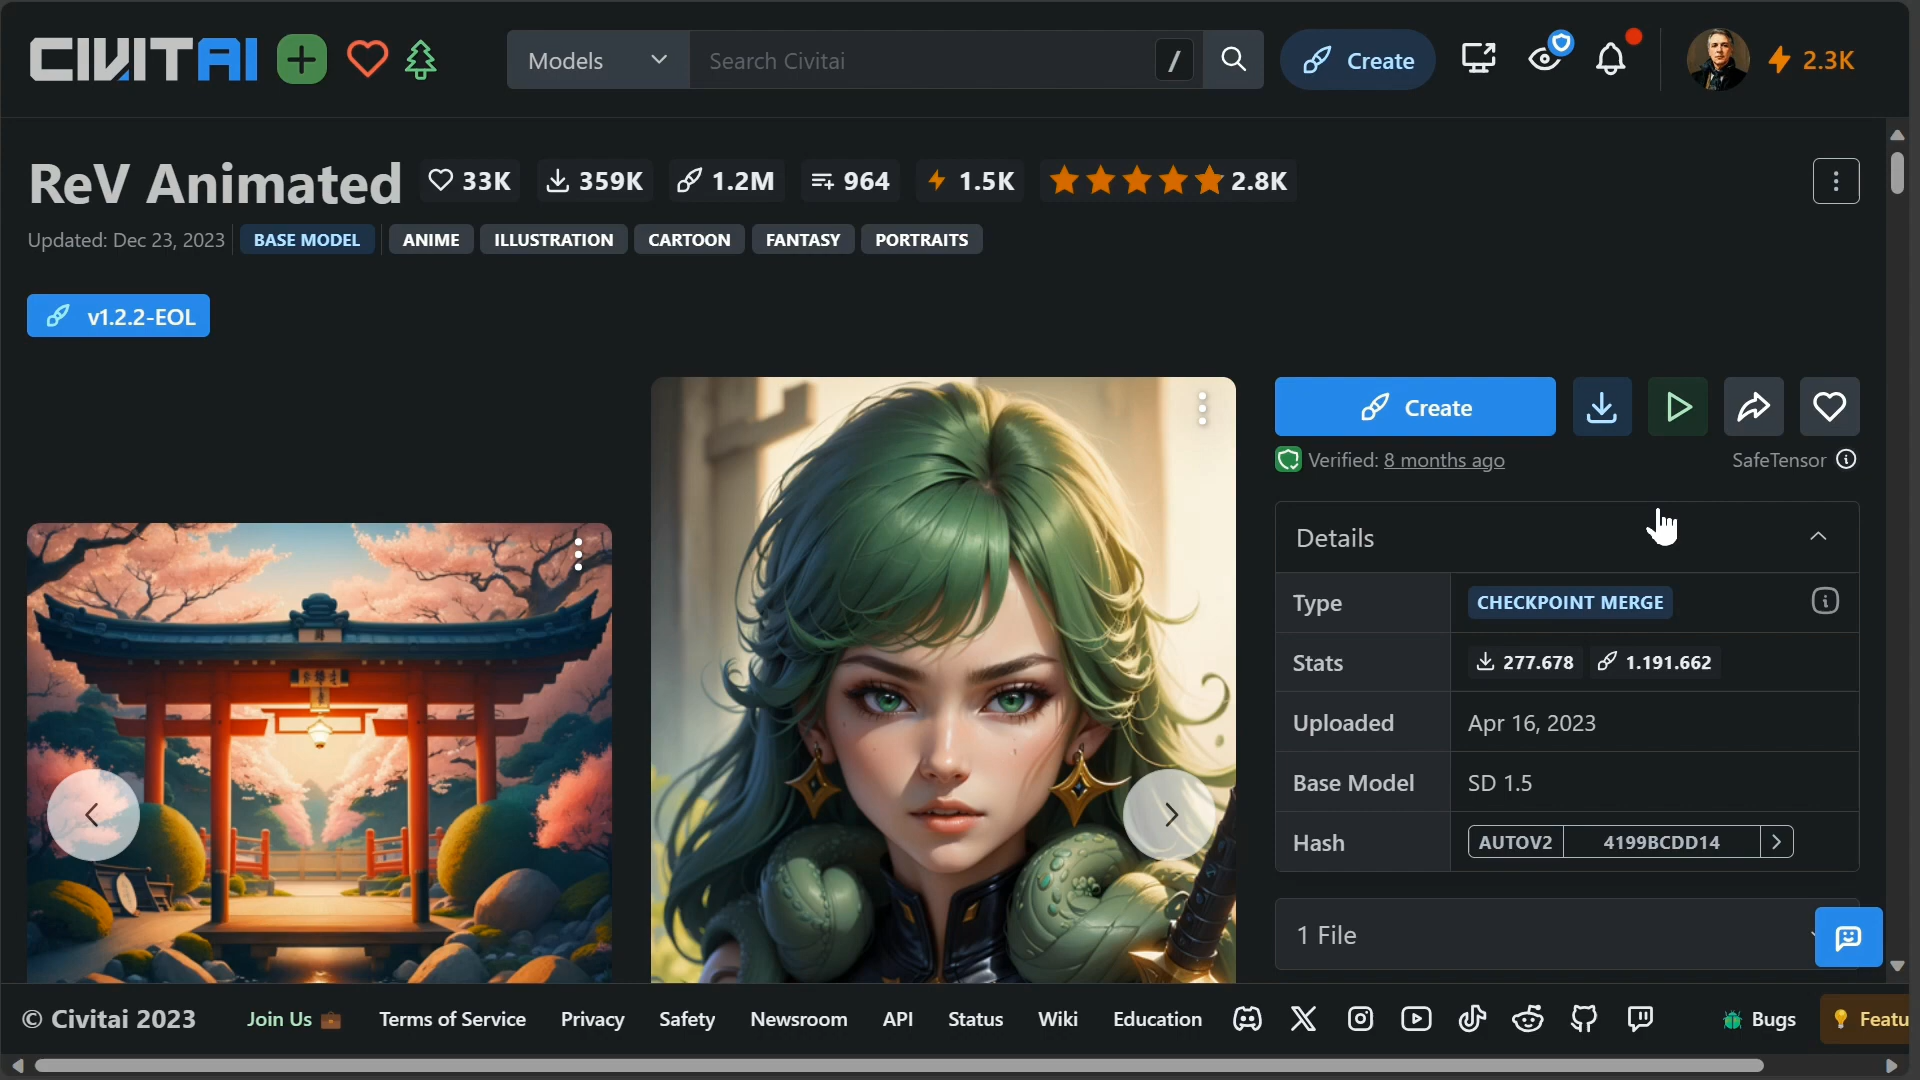 CIVITAI
Models
Search Civitai
/
Create
2.3K
ReV Animated
33K
359K
1.2M
964
1.5K
2.8K
Updated: Dec 23, 2023
BASE MODEL
ANIME
ILLUSTRATION
CARTOON
FANTASY
PORTRAITS
v1.2.2-EOL
Create
Verified: 8 months ago
SafeTensor
Details
Type
CHECKPOINT MERGE
Stats
277.678
1.191.662
Uploaded
Apr 16, 2023
Base Model
SD 1.5
Hash
AUTOV2
4199BCDD14
1 File
© Civitai 2023
Join Us
Terms of Service
Privacy
Safety
Newsroom
API
Status
Wiki
Education
Bugs
Featu